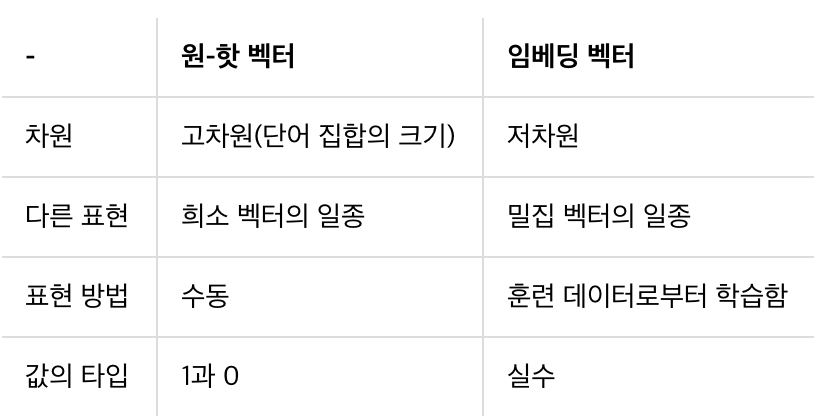 - 원-핫 벡터 임베딩 벡터
차원 고차원(단어 집합의 크기) 저차원
다른 표현 희소 벡터의 일종 밀집 벡터의 일종
표현 방법 수동 훈련 데이터로부터 학습함
값의 타입 1과 0 실수